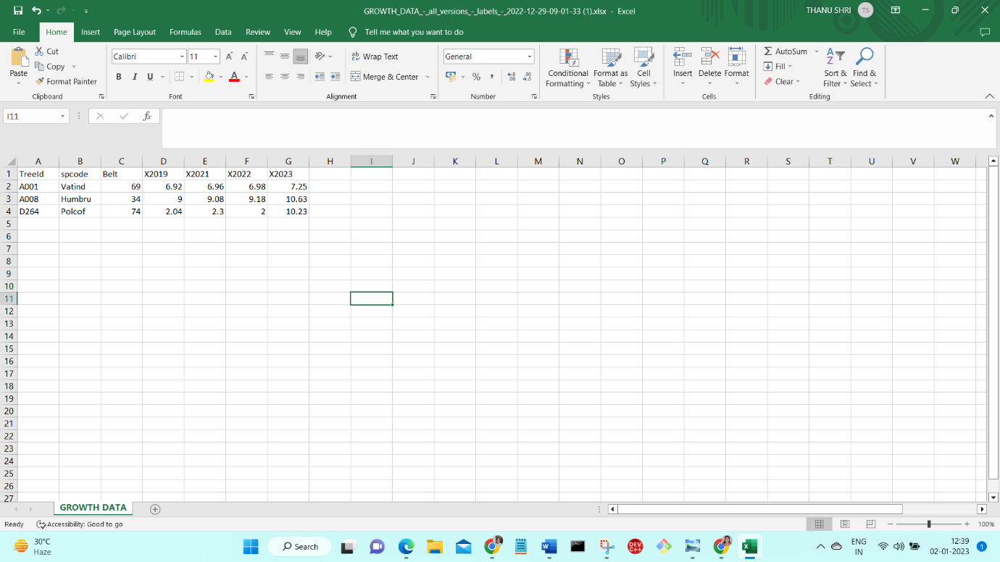 GROWTH_DATA_-_all_versions_-_labels_-_2022-12-29-09-01-33 (1).xlsx - Excel
THANU SHRI TS
File Home Insert Page Layout Formulas Data Review View Help Tell me what you want to do
Paste
Cut
Copy
Format Painter
Clipboard
Calibri 11 A A
B I U A
Font
ab Wrap Text
Merge & Center
Alignment
General
% ,
Number
Conditional Formatting
Format as Table
Cell Styles
Styles
Insert Delete Format
Cells
Σ AutoSum
Fill
Clear
Sort & Filter
Find & Select
Editing
I11 fx
A B C D E F G H I J K L M N O P Q R S T U V W
1 TreeId spcode Belt X2019 X2021 X2022 X2023
2 A001 Vatind 69 6.92 6.96 6.98 7.25
3 A008 Humbru 34 9 9.08 9.18 10.63
4 D264 Polcof 74 2.04 2.3 2 10.23
5
6
7
8
9
10
11
12
13
14
15
16
17
18
19
20
21
22
23
24
25
26
27
GROWTH DATA
Ready Accessibility: Good to go 100%
30°C
Haze
Search
DEV C++
ENG
IN
12:39
02-01-2023
1